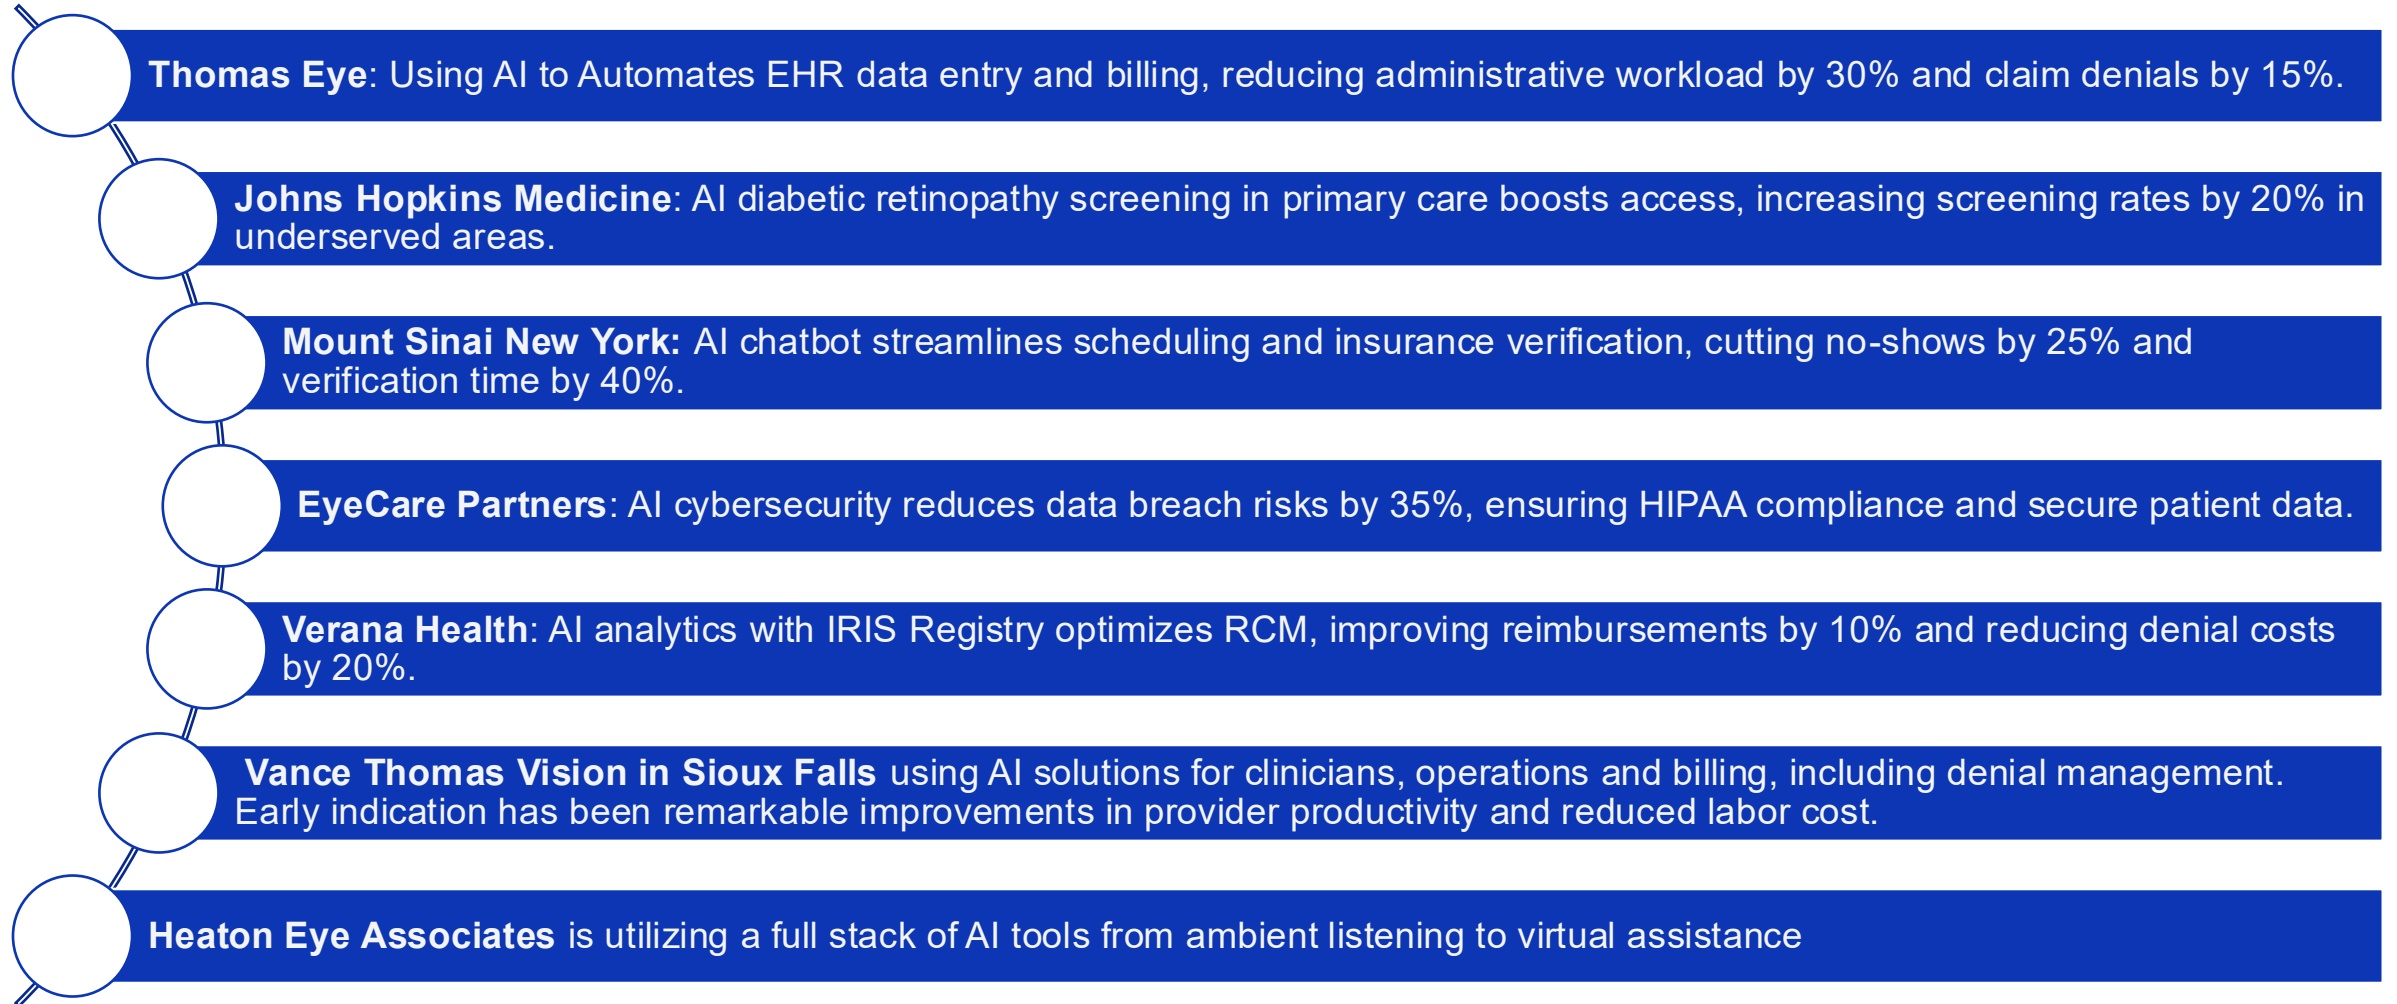 Thomas Eye: Using AI to Automates EHR data entry and billing, reducing administrative workload by 30% and claim denials by 15%.
Johns Hopkins Medicine: AI diabetic retinopathy screening in primary care boosts access, increasing screening rates by 20% in
underserved areas.
Mount Sinai New York: AI chatbot streamlines scheduling and insurance verification, cutting no-shows by 25% and
verification time by 40%.
EyeCare Partners: AI cybersecurity reduces data breach risks by 35%, ensuring HIPAA compliance and secure patient data.
Verana Health: AI analytics with IRIS Registry optimizes RCM, improving reimbursements by 10% and reducing denial costs
by 20%.
Vance Thomas Vision in Sioux Falls using AI solutions for clinicians, operations and billing, including denial management.
Early indication has been remarkable improvements in provider productivity and reduced labor cost.
Heaton Eye Associates is utilizing a full stack of AI tools from ambient listening to virtual assistance